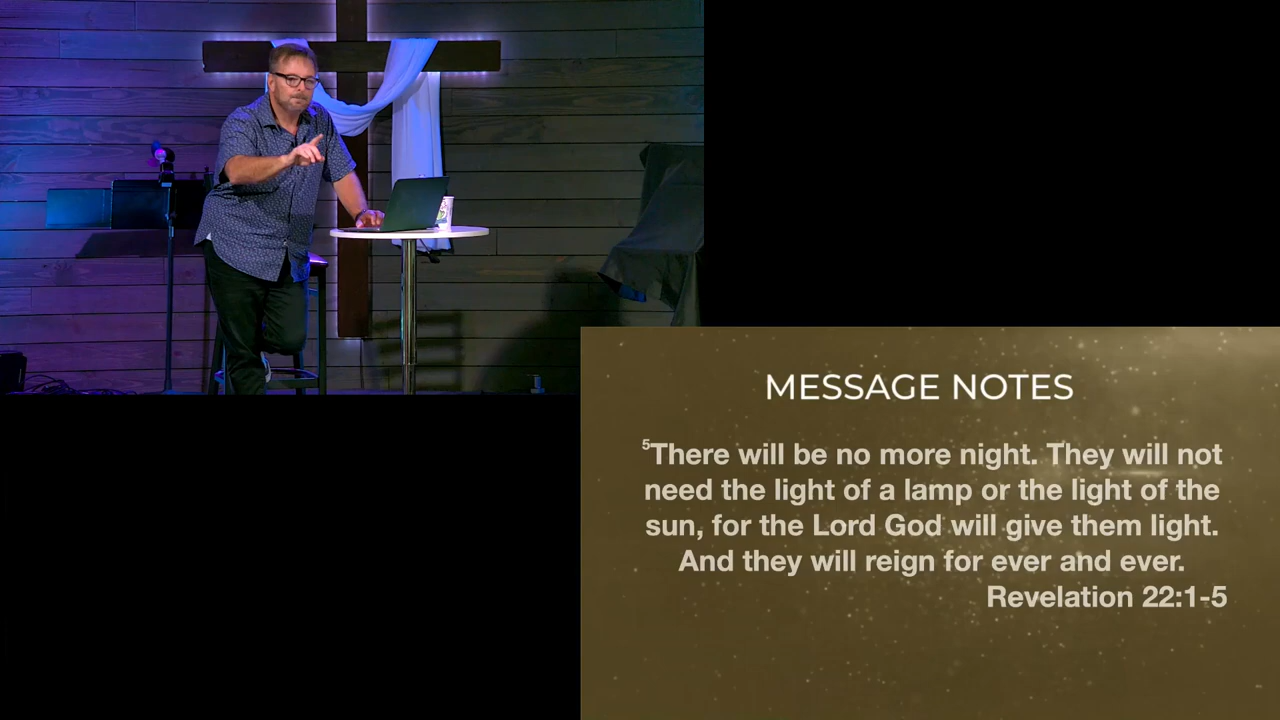 MESSAGE NOTES
⁵There will be no more night. They will not
need the light of a lamp or the light of the
sun, for the Lord God will give them light.
And they will reign for ever and ever.
Revelation 22:1-5